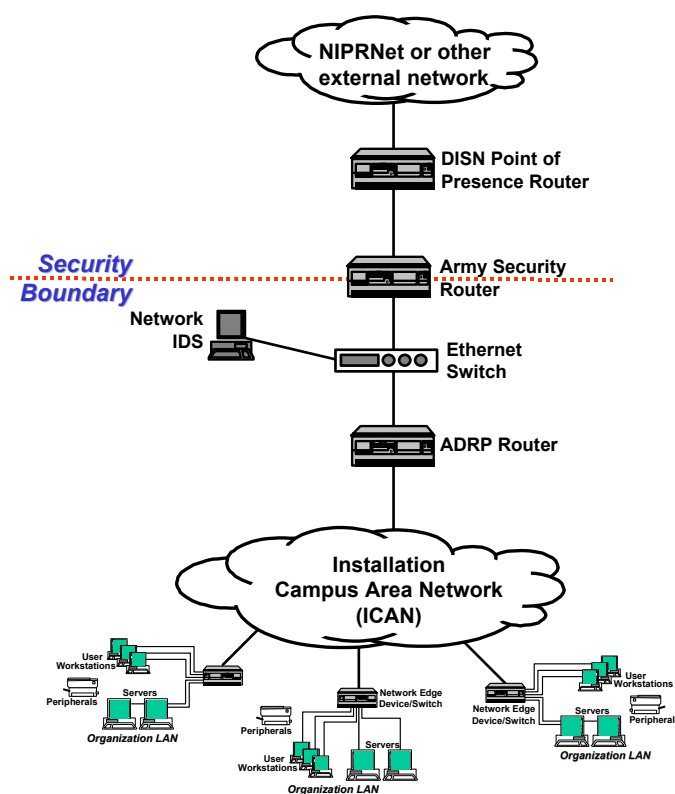 NIPRNet or other
external network
DISN Point of
Presence Router
Security
Boundary
Army Security
Router
Network
IDS
Ethernet
Switch
ADRP Router
Installation
Campus Area Network
(ICAN)
User
Workstations
Peripherals
Servers
Organization LAN
Network Edge
Device/Switch
Peripherals
User
Workstations
Servers
Organization LAN
Network Edge
Device/Switch
User
Workstations
Servers
Peripheral
Organization LAN